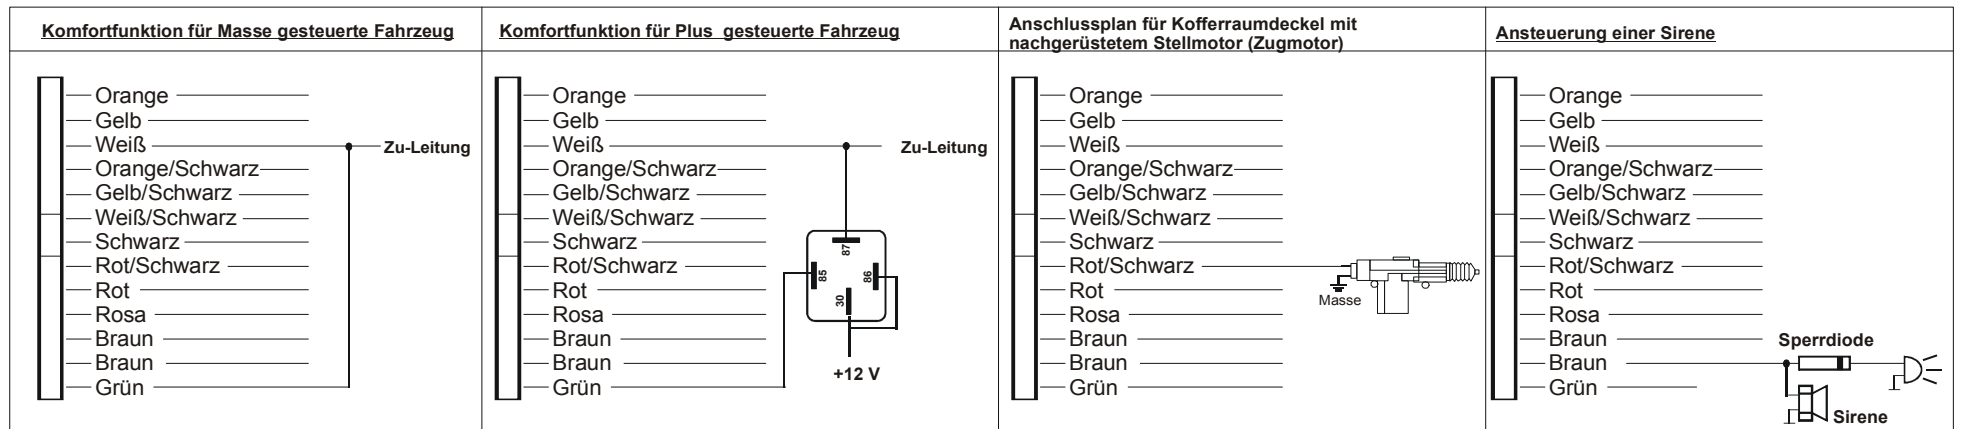 Komfortfunktion für Masse gesteuerte Fahrzeug
Orange
Gelb
Weiß
Zu-Leitung
Orange/Schwarz
Gelb/Schwarz
Weiß/Schwarz
Schwarz
Rot/Schwarz
Rot
Rosa
Braun
Braun
Grün
Komfortfunktion für Plus gesteuerte Fahrzeug
Orange
Gelb
Weiß
Zu-Leitung
Orange/Schwarz
Gelb/Schwarz
Weiß/Schwarz
Schwarz
87
Rot/Schwarz
85
86
Rot
30
Rosa
Braun
Braun
+12 V
Grün
Anschlussplan für Kofferraumdeckel mit
nachgerüstetem Stellmotor (Zugmotor)
Orange
Gelb
Weiß
Orange/Schwarz
Gelb/Schwarz
Weiß/Schwarz
Schwarz
Rot/Schwarz
Rot
Masse
Rosa
Braun
Braun
Grün
Ansteuerung einer Sirene
Orange
Gelb
Weiß
Orange/Schwarz
Gelb/Schwarz
Weiß/Schwarz
Schwarz
Rot/Schwarz
Rot
Rosa
Braun
Sperrdiode
Braun
Grün
Sirene